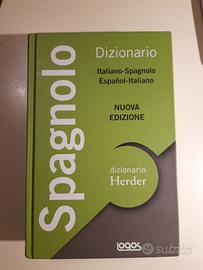 Spagnolo
Dizionario
Italiano-Spagnolo
Español-Italiano
NUOVA
EDIZIONE
dizionario
Herder
LOGOS
subito